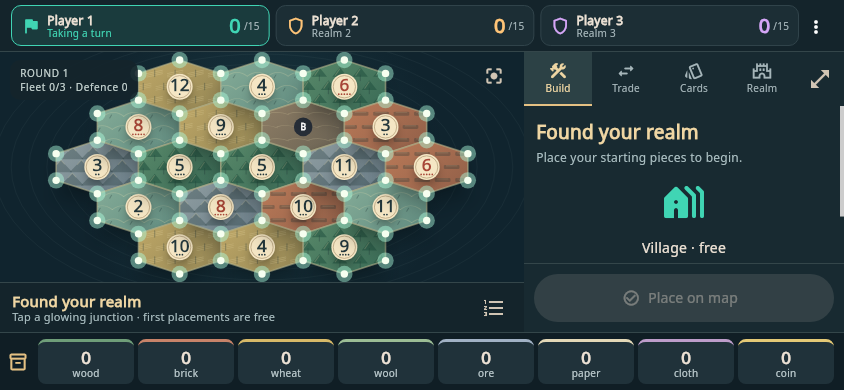 Player 1
Taking a turn
0 /15
Player 2
Realm 2
0 /15
Player 3
Realm 3
0 /15
ROUND 1
Fleet 0/3 · Defence 0
12 4 6
8 9 B 3
3 5 5 11 6
2 8 10 11
10 4 9
Build
Trade
Cards
Realm
Found your realm
Place your starting pieces to begin.
Village · free
Place on map
Found your realm
Tap a glowing junction · first placements are free
0 0 0 0 0 0 0 0
wood brick wheat wool ore paper cloth coin